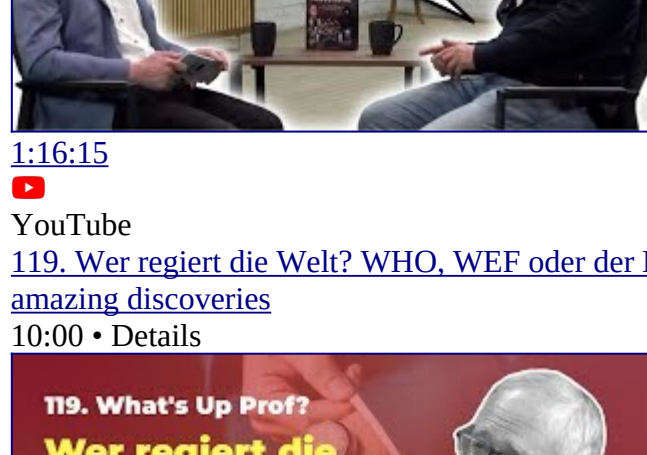 1:16:15
YouTube
119. Wer regiert die Welt? WHO, WEF oder der
amazing discoveries
10:00 • Details
119. What's Up Prof?
Wer regiert die